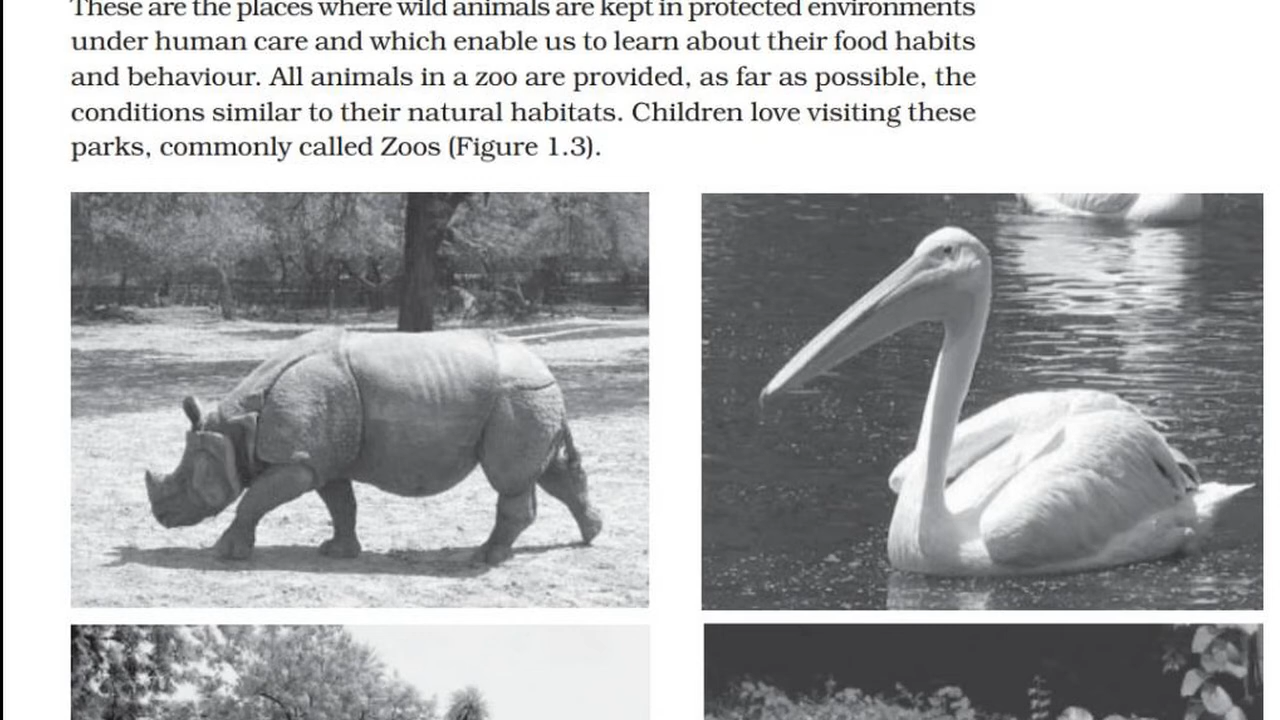 These are the places where wild animals are kept in protected environments
under human care and which enable us to learn about their food habits
and behaviour. All animals in a zoo are provided, as far as possible, the
conditions similar to their natural habitats. Children love visiting these
parks, commonly called Zoos (Figure 1.3).